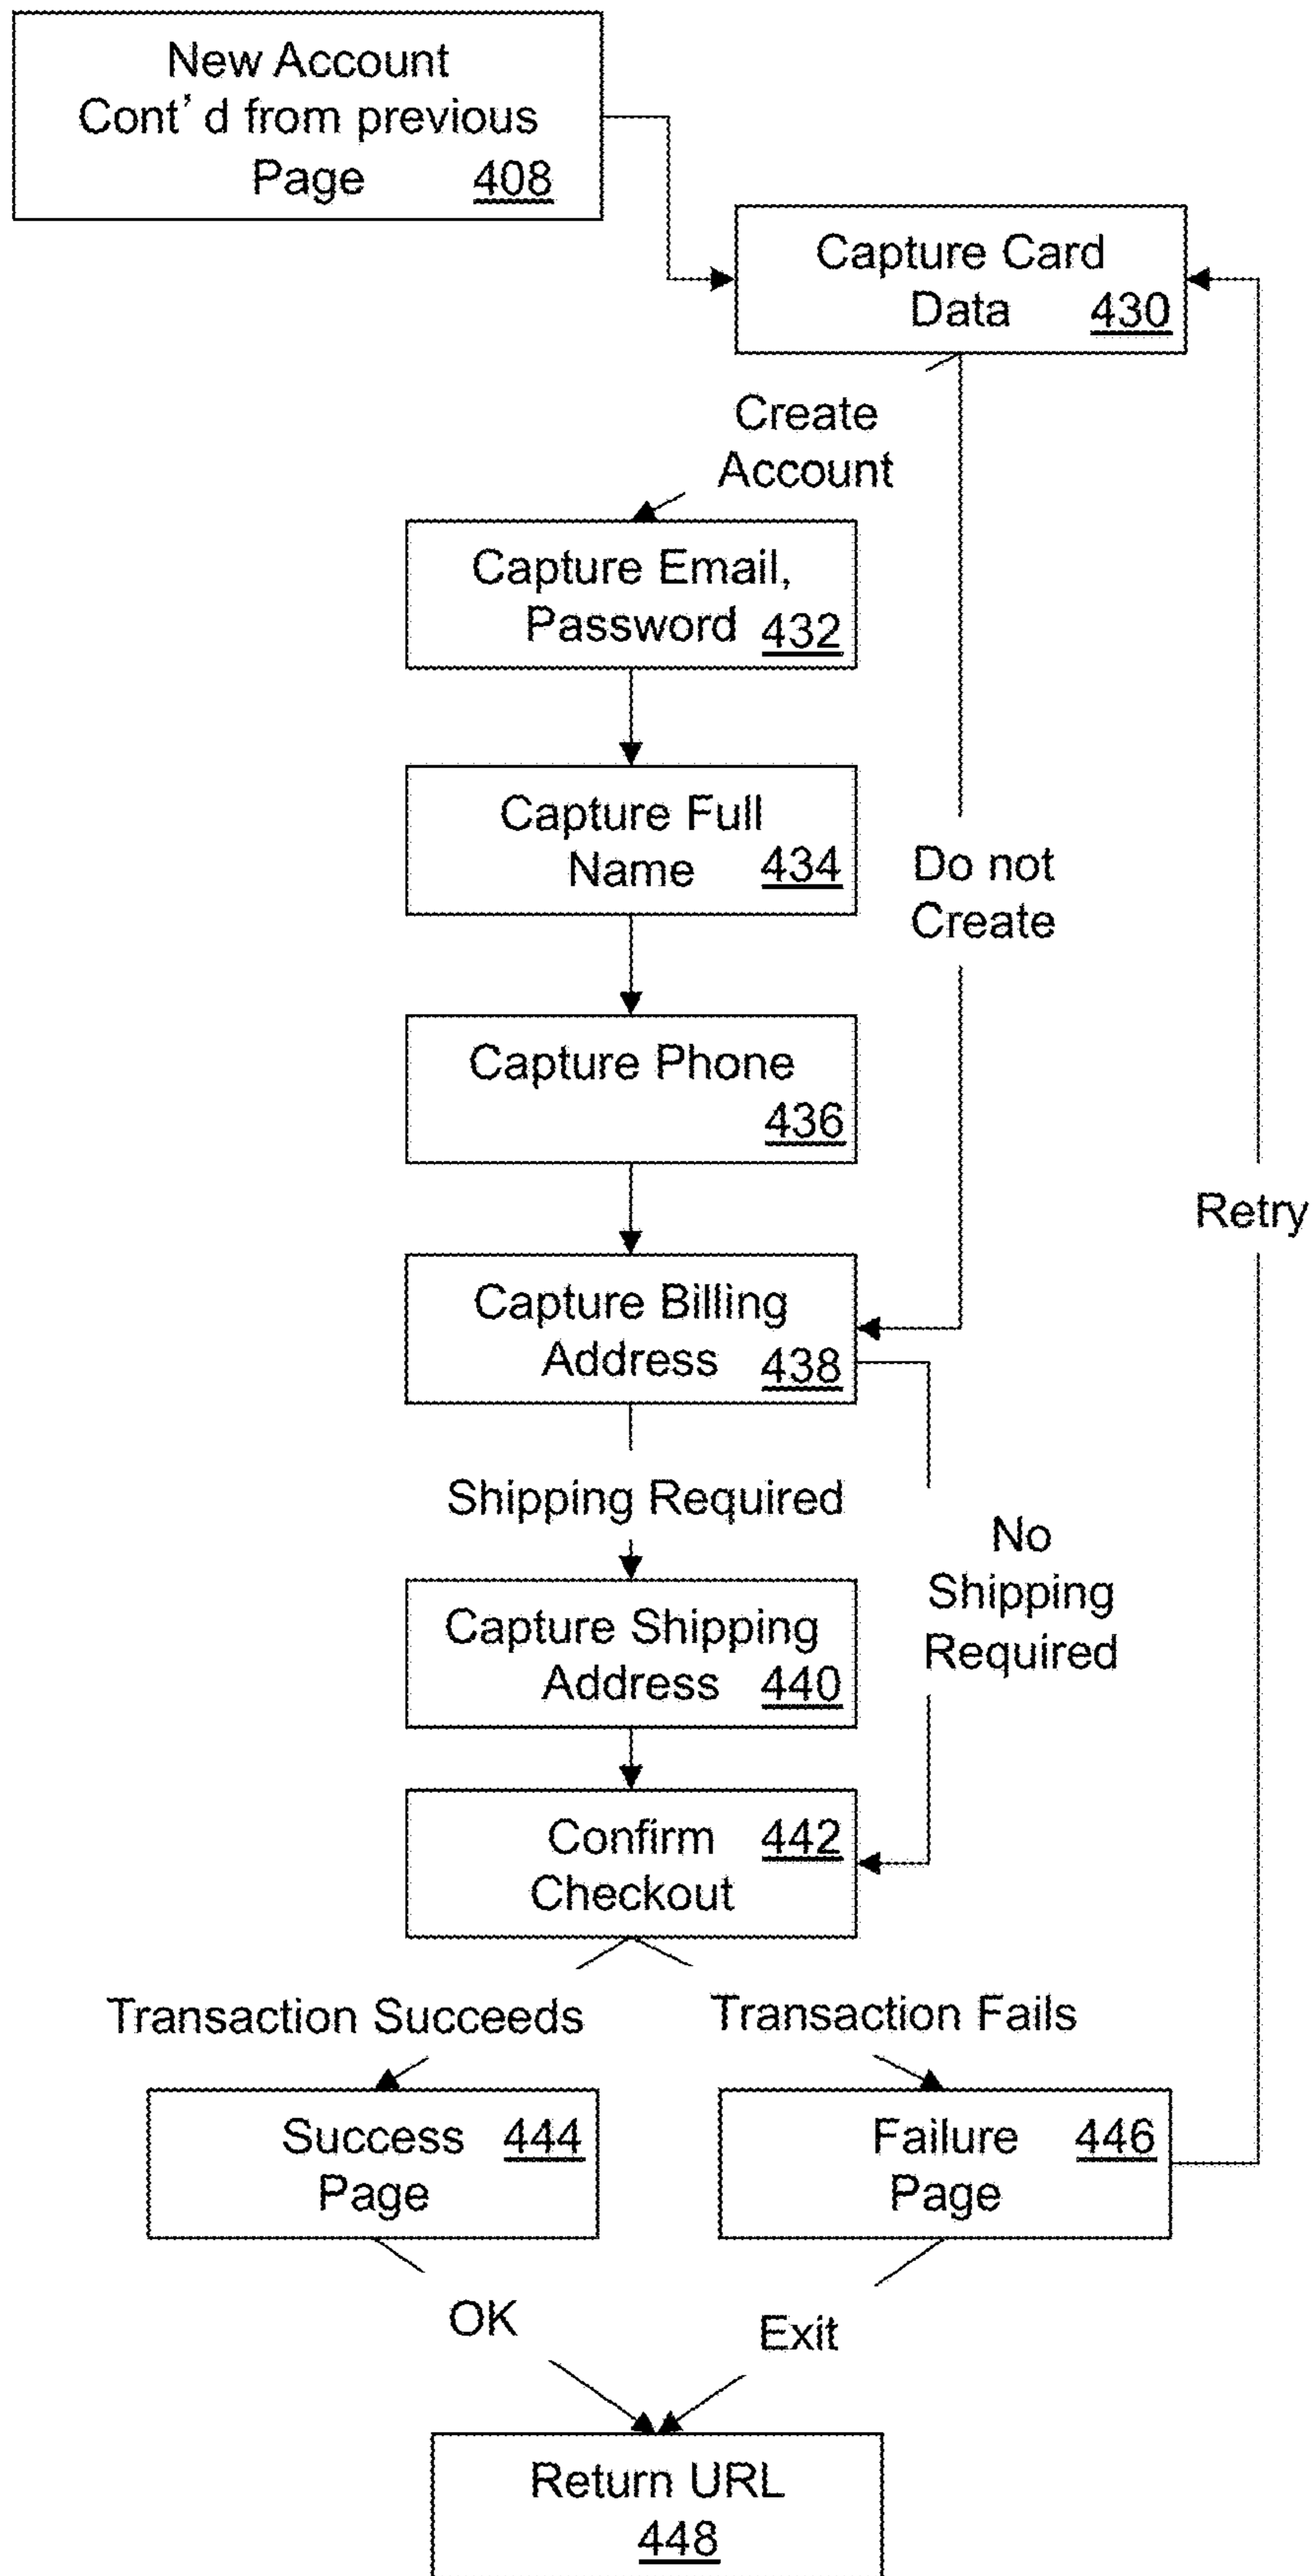 New Account
Cont'd from previous
Page 408
Capture Card
Data 430
Create
Account
Capture Email,
Password 432
Capture Full
Name 434
Do not
Create
Capture Phone
436
Retry
Capture Billing
Address 438
Shipping Required
No
Shipping
Required
Capture Shipping
Address 440
Confirm 442
Checkout
Transaction Succeeds
Transaction Fails
Success 444
Page
Failure 446
Page
OK
Exit
Return URL
448